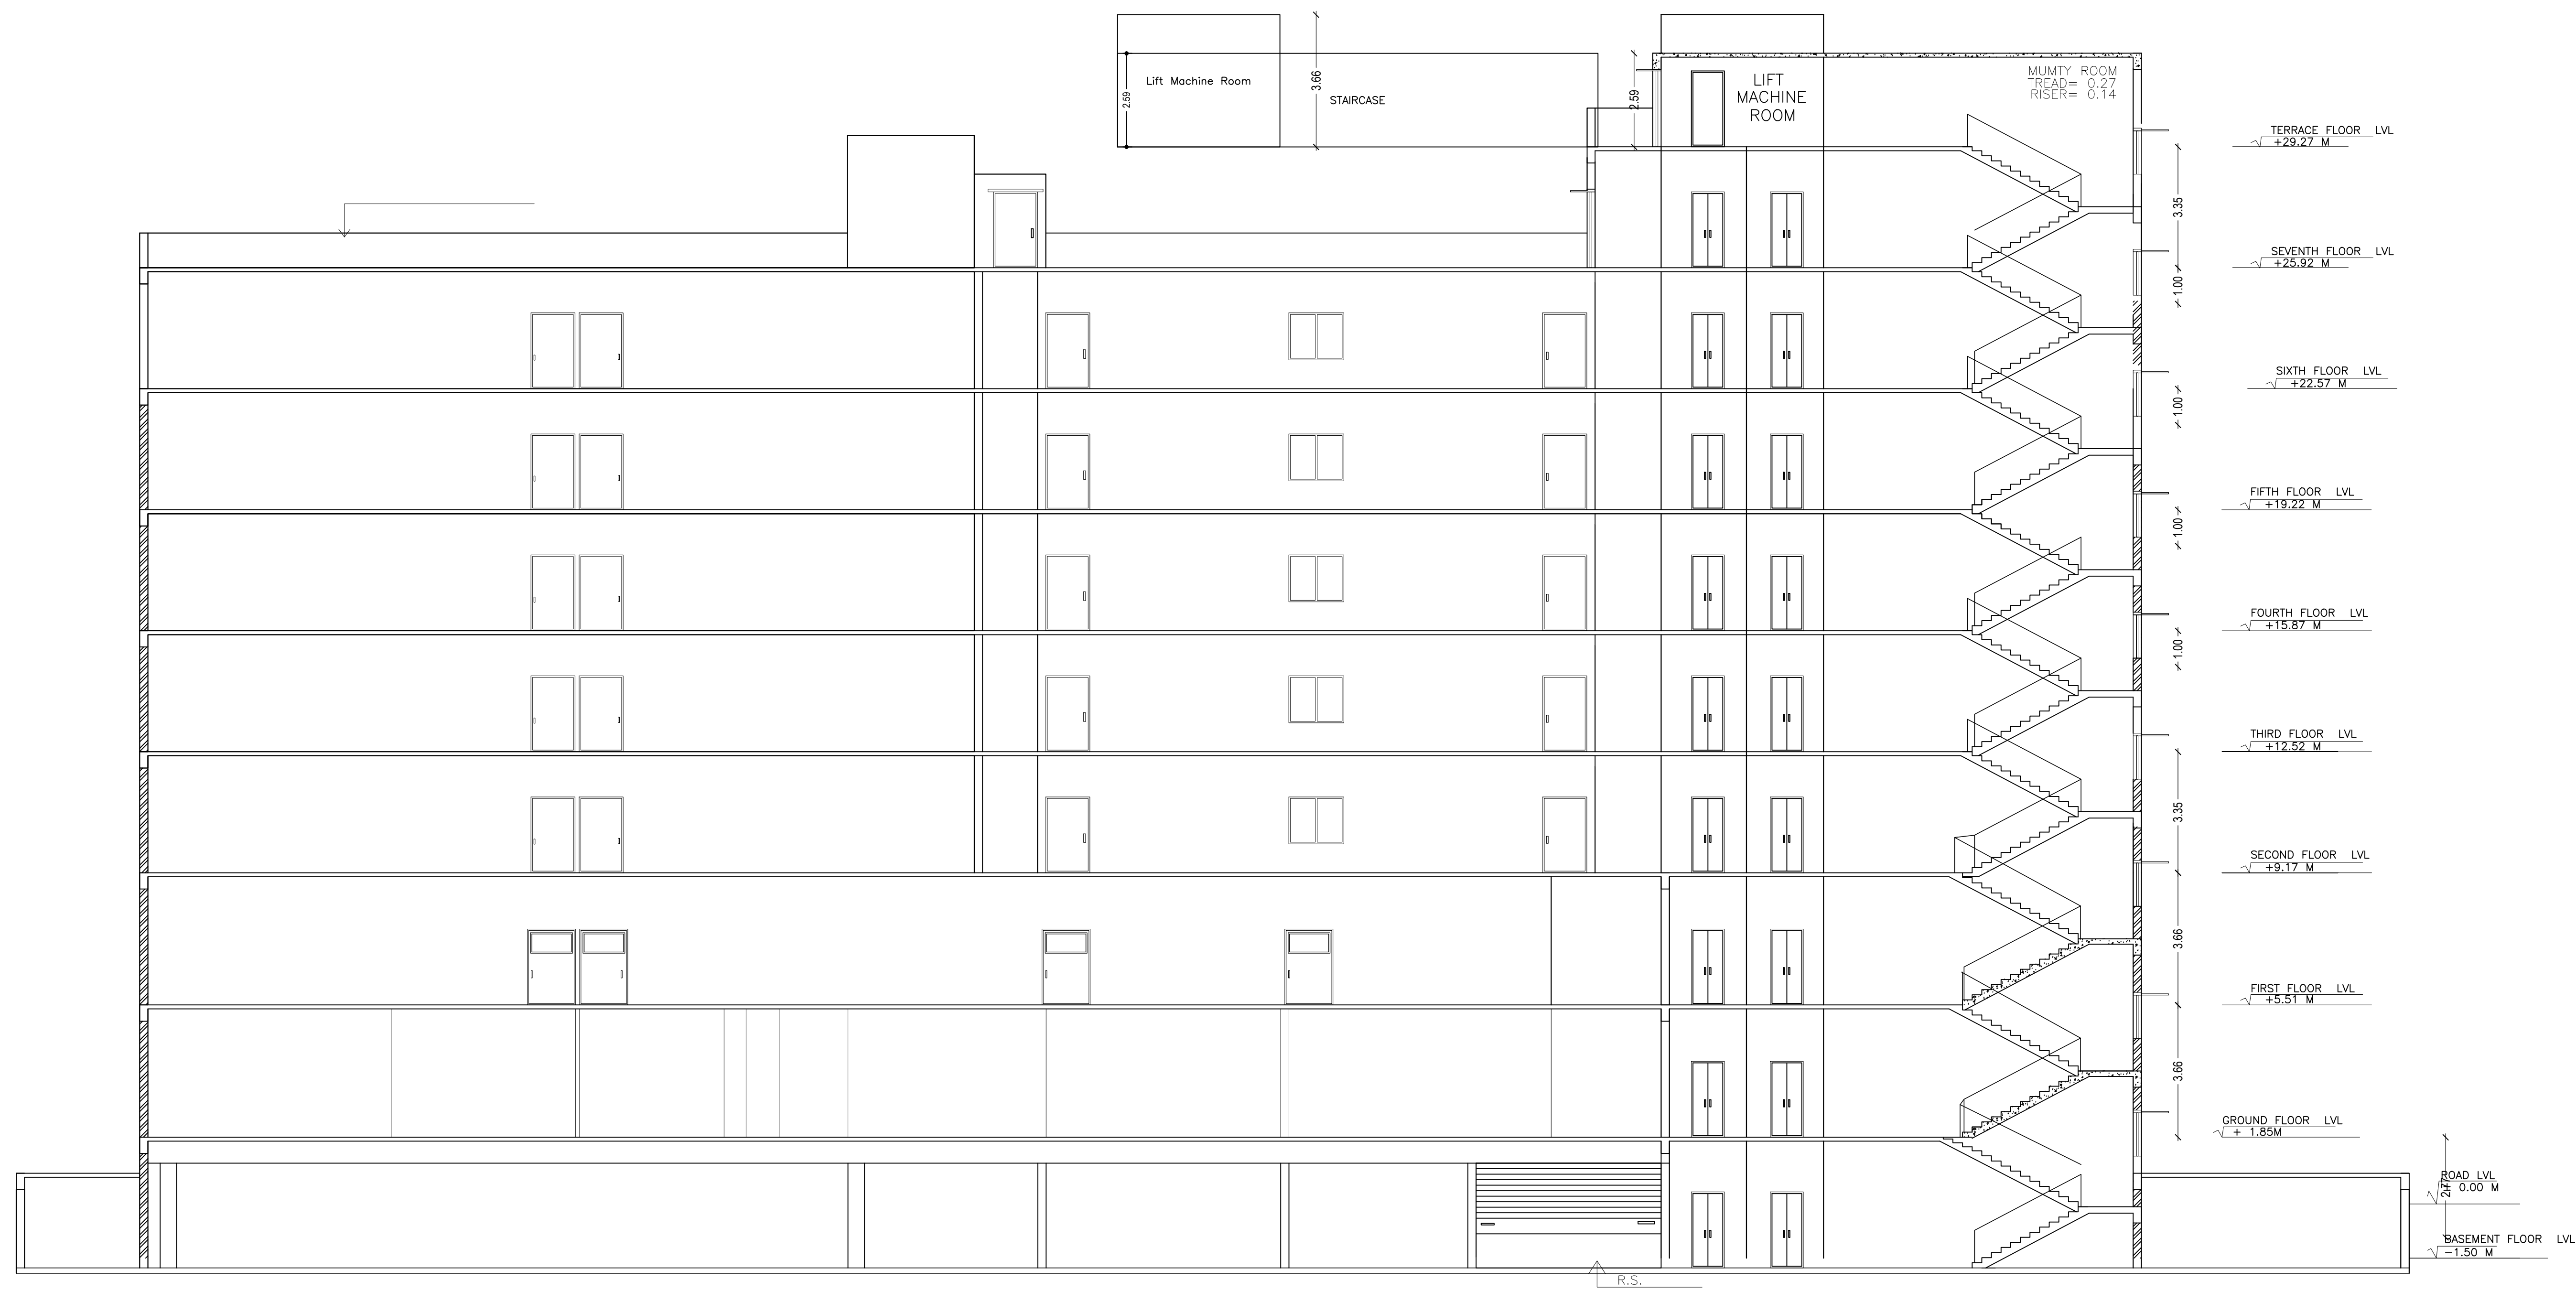 Lift Machine Room
2.59
3.66
STAIRCASE
2.59
LIFT
MACHINE
ROOM
MUMTY ROOM
TREAD= 0.27
RISER= 0.14
TERRACE FLOOR LVL
+29.27 M
3.35
SEVENTH FLOOR LVL
+25.92 M
1.00
SIXTH FLOOR LVL
+22.57 M
1.00
FIFTH FLOOR LVL
+19.22 M
1.00
FOURTH FLOOR LVL
+15.87 M
1.00
THIRD FLOOR LVL
+12.52 M
3.35
SECOND FLOOR LVL
+9.17 M
3.66
FIRST FLOOR LVL
+5.51 M
3.66
GROUND FLOOR LVL
+ 1.85M
ROAD LVL
0.00 M
2.77
BASEMENT FLOOR LVL
-1.50 M
R.S.